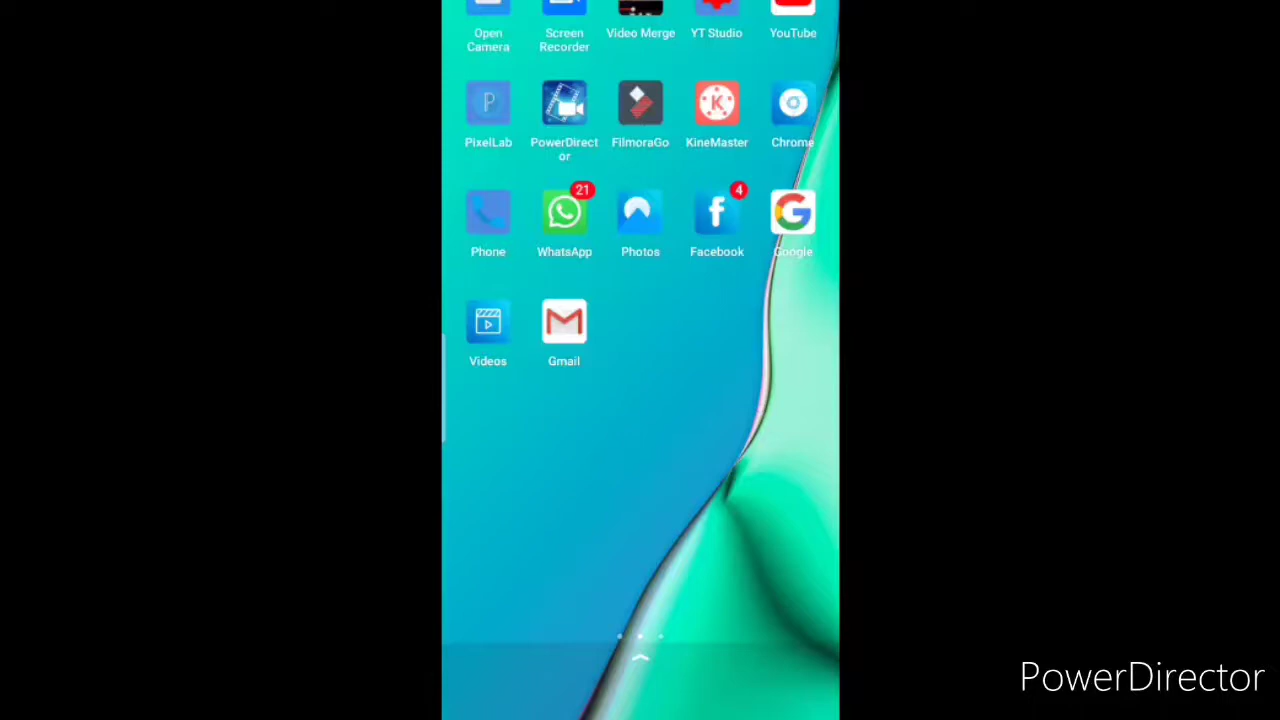 Open Screen Video Merge YT Studio YouTube
Camera Recorder
P
K
PixelLab PowerDirect FilmoraGo KineMaster Chrome
or
21 4
f G
Phone WhatsApp Photos Facebook Google
M
Videos Gmail
PowerDirector